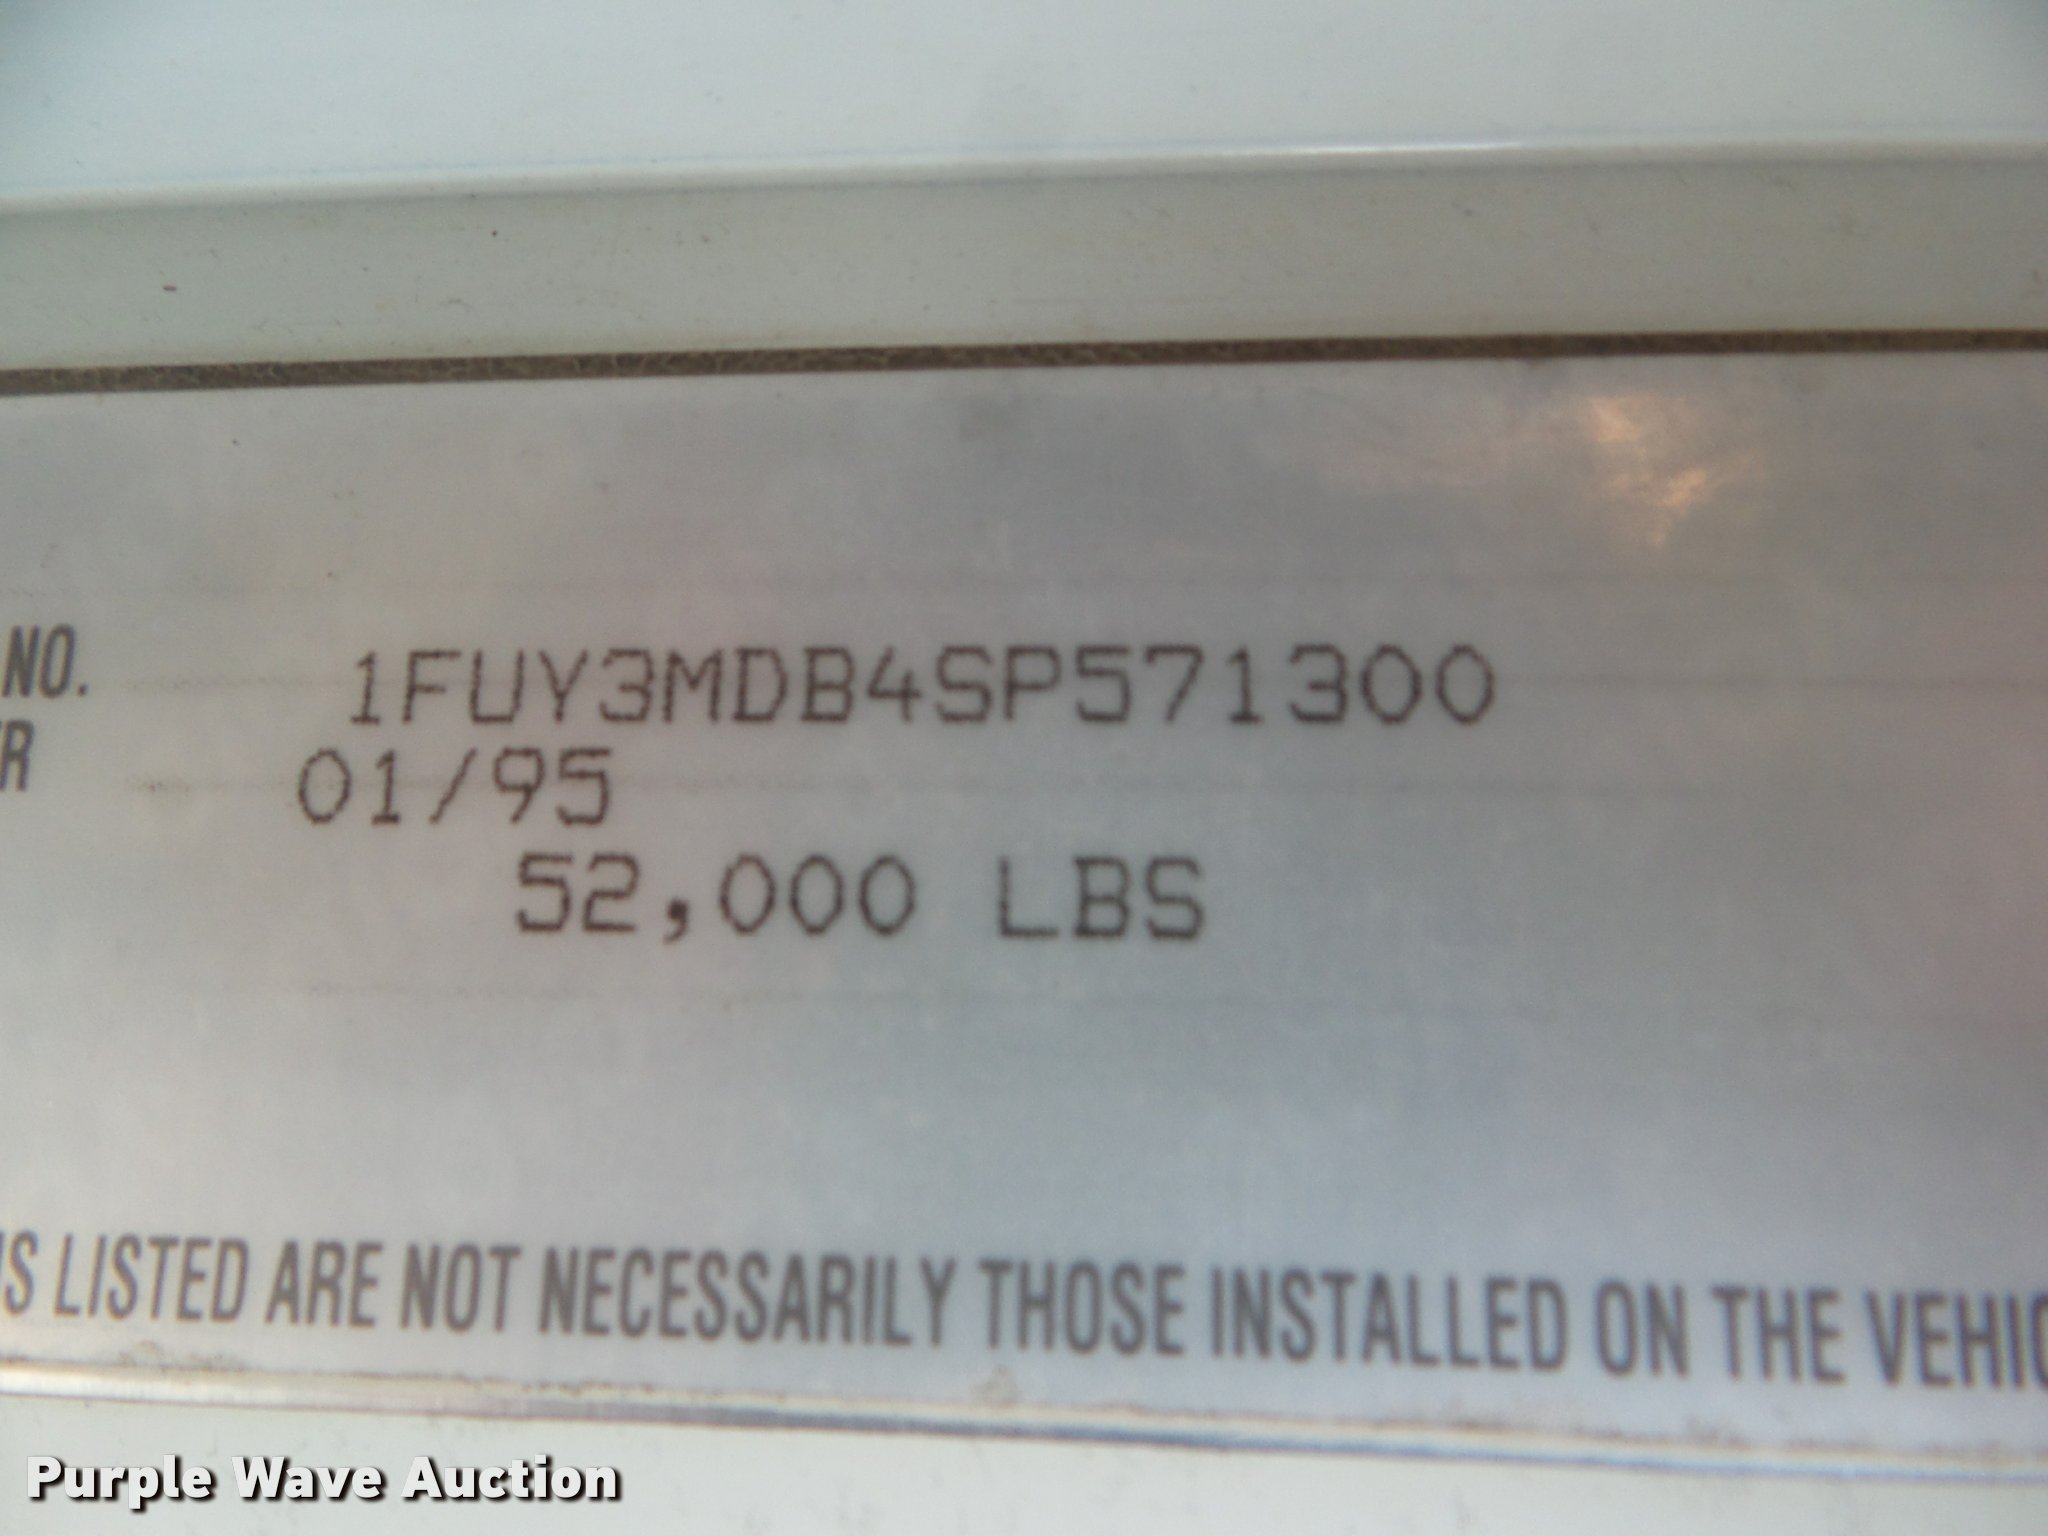 NO. 1FUY3MDB4SP571300
R 01/95
52,000 LBS
S LISTED ARE NOT NECESSARILY THOSE INSTALLED ON THE VEHIC
Purple Wave Auction